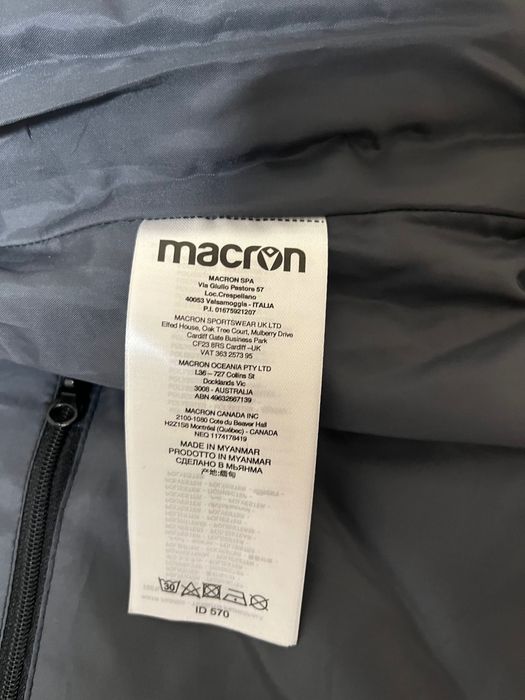 macron
MACRON SPA
Via Giulio Pastore 57
Loc.Crespellano
40053 Valsamoggia - ITALIA
P.I. 01675921207
MACRON SPORTSWEAR UK LTD
Elfed House, Oak Tree Court, Mulberry Drive
Cardiff Gate Business Park
CF23 8RS Cardiff -UK
VAT 363 2573 95
MACRON OCEANIA PTY LTD
L36 - 727 Collins St
Docklands Vic
3008 - AUSTRALIA
ABN 49632667139
MACRON CANADA INC
2100-1080 Cote du Beaver Hall
H2Z1S8 Montréal (Québec) - CANADA
NEQ 1174178419
MADE IN MYANMAR
PRODOTTO IN MYANMAR
СДЕЛАНО В МЬЯНМА
产地:缅甸
30
ID 570